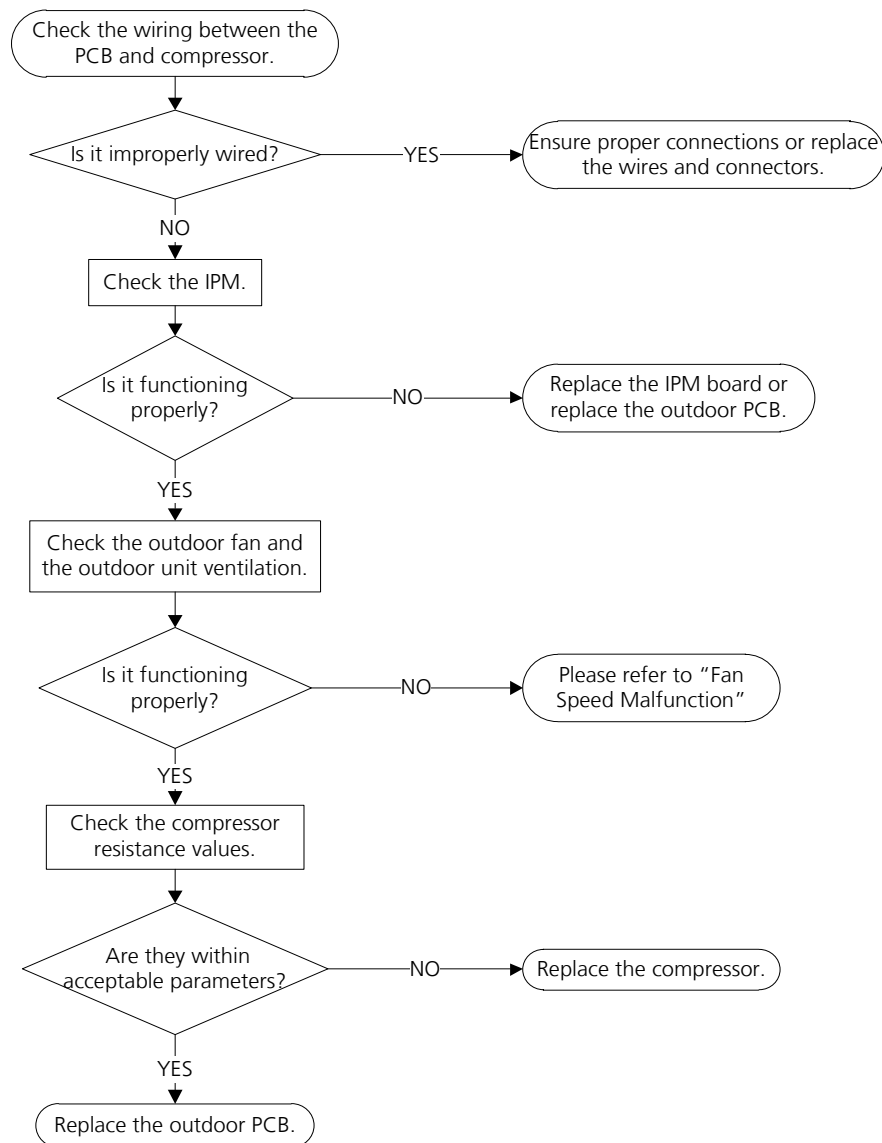 Check the wiring between the
PCB and compressor.
Is it improperly wired?
YES
Ensure proper connections or replace
the wires and connectors.
NO
Check the IPM.
Is it functioning
properly?
NO
Replace the IPM board or
replace the outdoor PCB.
YES
Check the outdoor fan and
the outdoor unit ventilation.
Is it functioning
properly?
NO
Please refer to “Fan
Speed Malfunction”
YES
Check the compressor
resistance values.
Are they within
acceptable parameters?
NO
Replace the compressor.
YES
Replace the outdoor PCB.